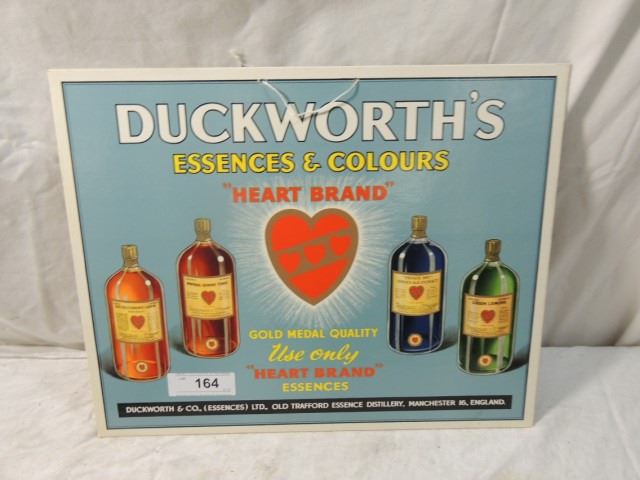 DUCKWORTH'S
ESSENCES & COLOURS
"HEART BRAND"
GOLD MEDAL QUALITY
Use only
"HEART BRAND"
ESSENCES
164
DUCKWORTH & CO., (ESSENCES) LTD., OLD TRAFFORD ESSENCE DISTILLERY, MANCHESTER 16, ENGLAND.